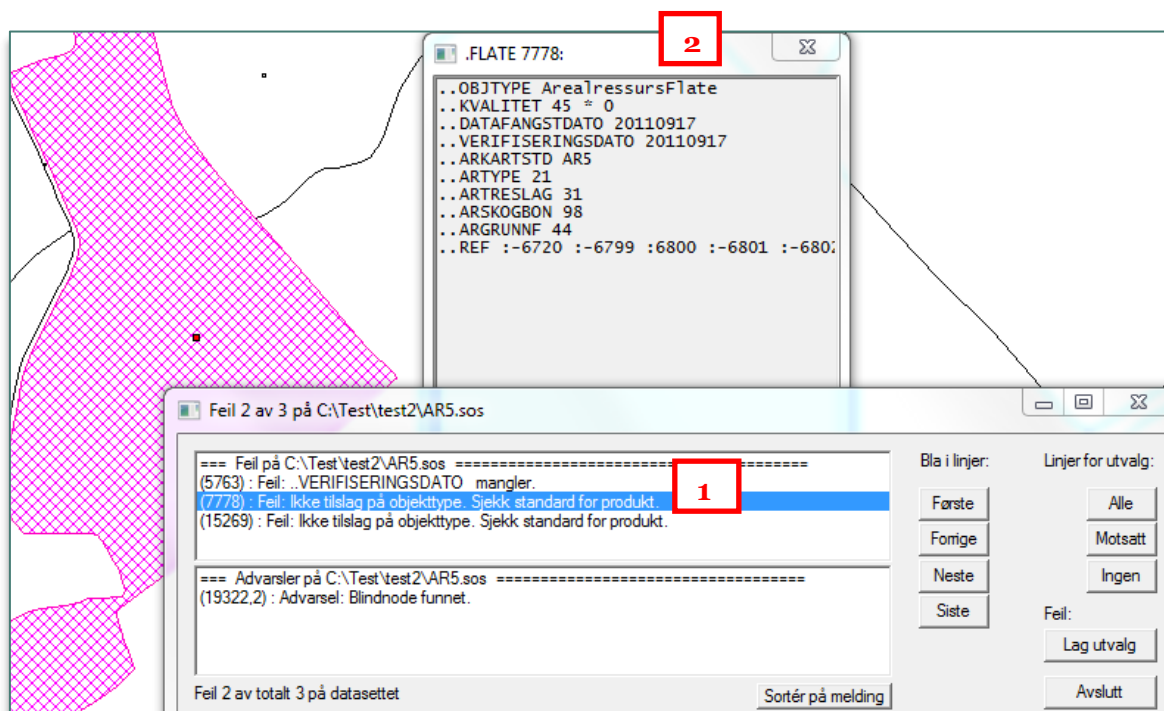 2
.FLATE 7778:
..OBJTYPE ArealressursFlate
..KVALITET 45 * 0
..DATAFANGSTDATO 20110917
..VERIFISERINGSDATO 20110917
..ARKARTSTD AR5
..ARTYPE 21
..ARTRESLAG 31
..ARSKOGBON 98
..ARGRUNNF 44
..REF :-6720 :-6799 :6800 :-6801 :-6802
Feil 2 av 3 på C:\Test\test2\AR5.sos
=== Feil på C:\Test\test2\AR5.sos ========================================
(5763) : Feil: ..VERIFISERINGSDATO mangler.
(7778) : Feil: Ikke tilslag på objekttype. Sjekk standard for produkt.
(15269) : Feil: Ikke tilslag på objekttype. Sjekk standard for produkt.
1
=== Advarsler på C:\Test\test2\AR5.sos ===================================
(19322,2) : Advarsel: Blindnode funnet.
Feil 2 av totalt 3 på datasettet
Sortér på melding
Bla i linjer:
Første
Forrige
Neste
Siste
Linjer for utvalg:
Alle
Motsatt
Ingen
Feil:
Lag utvalg
Avslutt